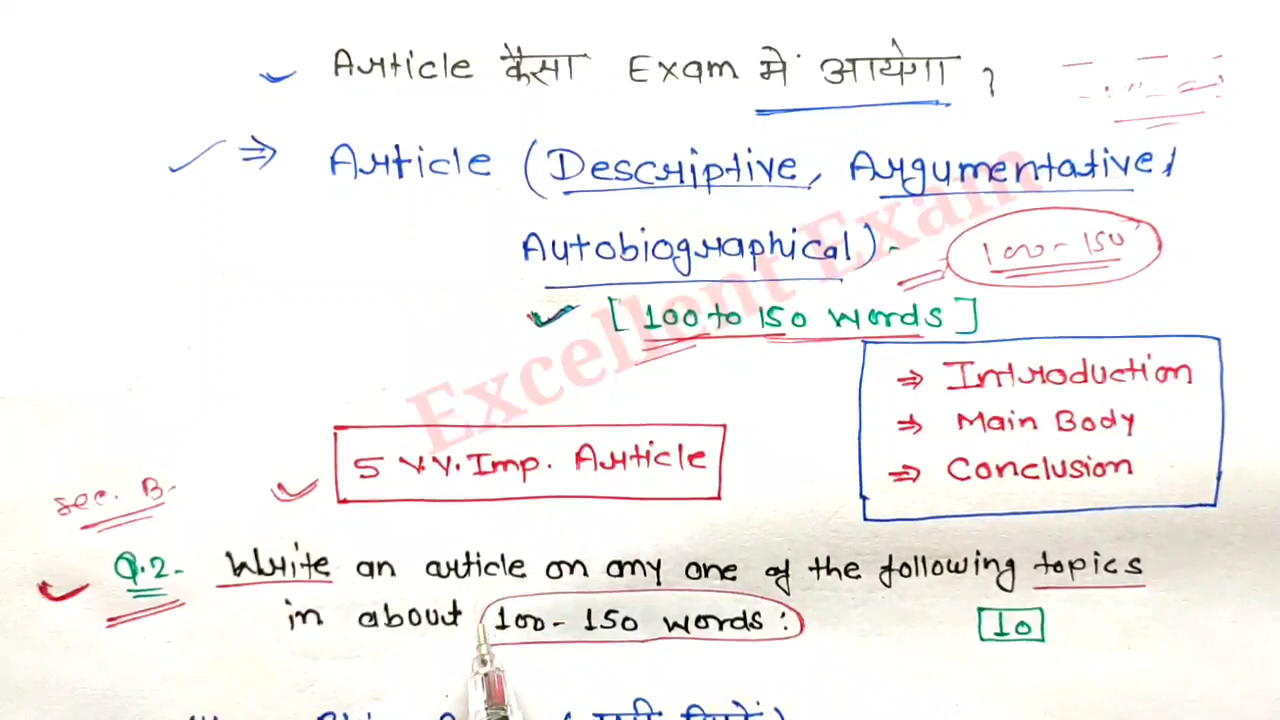 Article कैसा Exam में आयेगा ?
⇒ Article (Descriptive, Argumentative,
Autobiographical) -
100-150
[100 to 150 words]
⇒ Introduction
⇒ Main Body
⇒ Conclusion
5 V.V. Imp. Article
Sec. B.
Q.2- Write an article on any one of the following topics
in about 100-150 words:
10
Excellent Exam